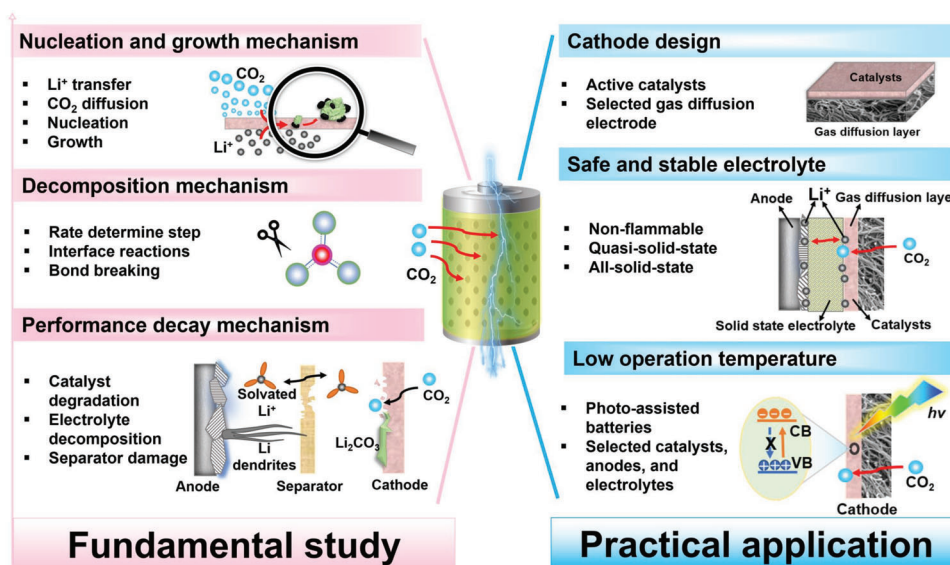 Nucleation and growth mechanism
▪ Li⁺ transfer
▪ CO₂ diffusion
▪ Nucleation
▪ Growth
CO₂
Li⁺
Decomposition mechanism
▪ Rate determine step
▪ Interface reactions
▪ Bond breaking
Performance decay mechanism
▪ Catalyst
degradation
▪ Electrolyte
decomposition
▪ Separator damage
Solvated
Li⁺
Li
dendrites
Li₂CO₃
CO₂
Anode
Separator
Cathode
Fundamental study
CO₂
Cathode design
▪ Active catalysts
▪ Selected gas diffusion
electrode
Catalysts
Gas diffusion layer
Safe and stable electrolyte
▪ Non-flammable
▪ Quasi-solid-state
▪ All-solid-state
Anode
Li⁺
Gas diffusion layer
CO₂
Solid state electrolyte
Catalysts
Low operation temperature
▪ Photo-assisted
batteries
▪ Selected catalysts,
anodes, and
electrolytes
CB
X
VB
hv
CO₂
Cathode
Practical application